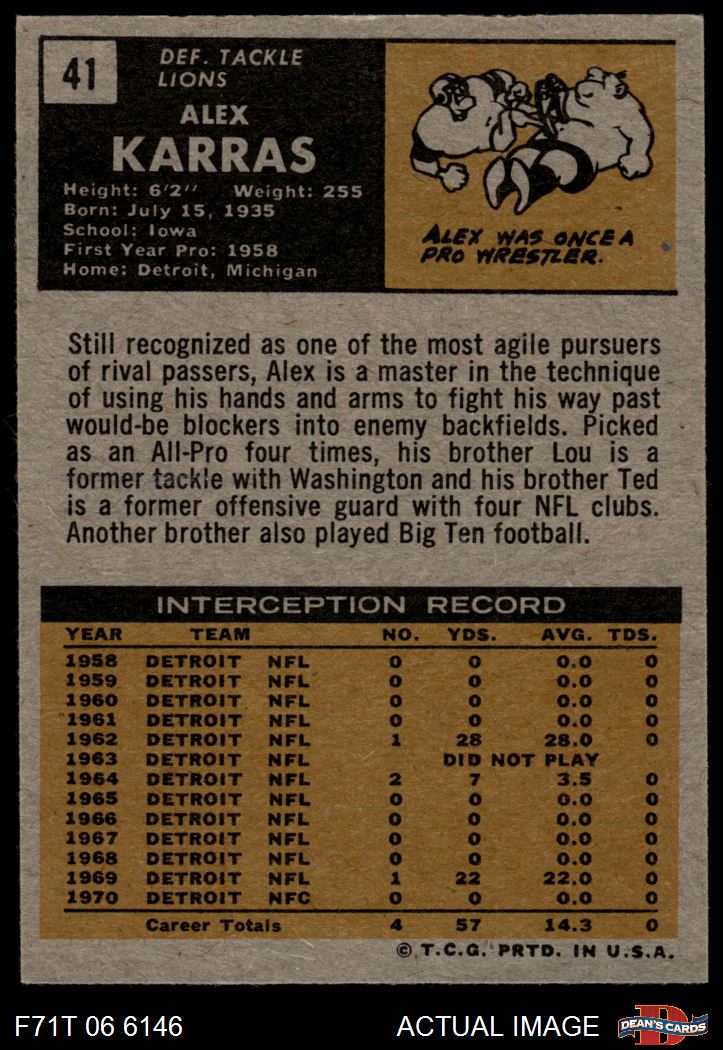 41
DEF. TACKLE
LIONS
ALEX
KARRAS
Height: 6'2'' Weight: 255
Born: July 15, 1935
School: Iowa
First Year Pro: 1958
Home: Detroit, Michigan
ALEX WAS ONCE A
PRO WRESTLER.
Still recognized as one of the most agile pursuers
of rival passers, Alex is a master in the technique
of using his hands and arms to fight his way past
would-be blockers into enemy backfields. Picked
as an All-Pro four times, his brother Lou is a
former tackle with Washington and his brother Ted
is a former offensive guard with four NFL clubs.
Another brother also played Big Ten football.
INTERCEPTION RECORD
YEAR TEAM NO. YDS. AVG. TDS.
1958 DETROIT NFL 0 0 0.0 0
1959 DETROIT NFL 0 0 0.0 0
1960 DETROIT NFL 0 0 0.0 0
1961 DETROIT NFL 0 0 0.0 0
1962 DETROIT NFL 1 28 28.0 0
1963 DETROIT NFL DID NOT PLAY
1964 DETROIT NFL 2 7 3.5 0
1965 DETROIT NFL 0 0 0.0 0
1966 DETROIT NFL 0 0 0.0 0
1967 DETROIT NFL 0 0 0.0 0
1968 DETROIT NFL 0 0 0.0 0
1969 DETROIT NFL 1 22 22.0 0
1970 DETROIT NFC 0 0 0.0 0
Career Totals 4 57 14.3 0
© T.C.G. PRTD. IN U.S.A.
F71T 06 6146 ACTUAL IMAGE
D
DEAN'S CARDS